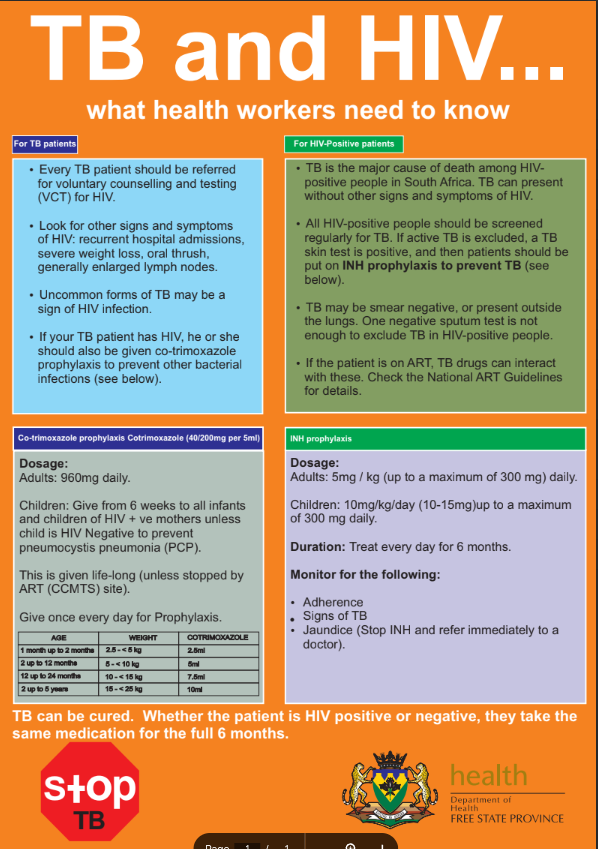 TB and HIV...
what health workers need to know
For TB patients
• Every TB patient should be referred
for voluntary counselling and testing
(VCT) for HIV.
• Look for other signs and symptoms
of HIV: recurrent hospital admissions,
severe weight loss, oral thrush,
generally enlarged lymph nodes.
• Uncommon forms of TB may be a
sign of HIV infection.
• If your TB patient has HIV, he or she
should also be given co-trimoxazole
prophylaxis to prevent other bacterial
infections (see below).
For HIV-Positive patients
• TB is the major cause of death among HIV-
positive people in South Africa. TB can present
without other signs and symptoms of HIV.
• All HIV-positive people should be screened
regularly for TB. If active TB is excluded, a TB
skin test is positive, and then patients should be
put on INH prophylaxis to prevent TB (see
below).
• TB may be smear negative, or present outside
the lungs. One negative sputum test is not
enough to exclude TB in HIV-positive people.
• If the patient is on ART, TB drugs can interact
with these. Check the National ART Guidelines
for details.
Co-trimoxazole prophylaxis Cotrimoxazole (40/200mg per 5ml)
Dosage:
Adults: 960mg daily.
Children: Give from 6 weeks to all infants
and children of HIV + ve mothers unless
child is HIV Negative to prevent
pneumocystis pneumonia (PCP).
This is given life-long (unless stopped by
ART (CCMTS) site).
Give once every day for Prophylaxis.
AGE WEIGHT COTRIMOXAZOLE
1 month up to 2 months 2.5 - < 5 kg 2.5ml
2 up to 12 months 5 - < 10 kg 5ml
12 up to 24 months 10 - < 15 kg 7.5ml
2 up to 5 years 15 - < 25 kg 10ml
INH prophylaxis
Dosage:
Adults: 5mg / kg (up to a maximum of 300 mg) daily.
Children: 10mg/kg/day (10-15mg)up to a maximum
of 300 mg daily.
Duration: Treat every day for 6 months.
Monitor for the following:
• Adherence
• Signs of TB
• Jaundice (Stop INH and refer immediately to a
doctor).
TB can be cured. Whether the patient is HIV positive or negative, they take the
same medication for the full 6 months.
stop
TB
health
Department of
Health
FREE STATE PROVINCE
Page 1 / 1